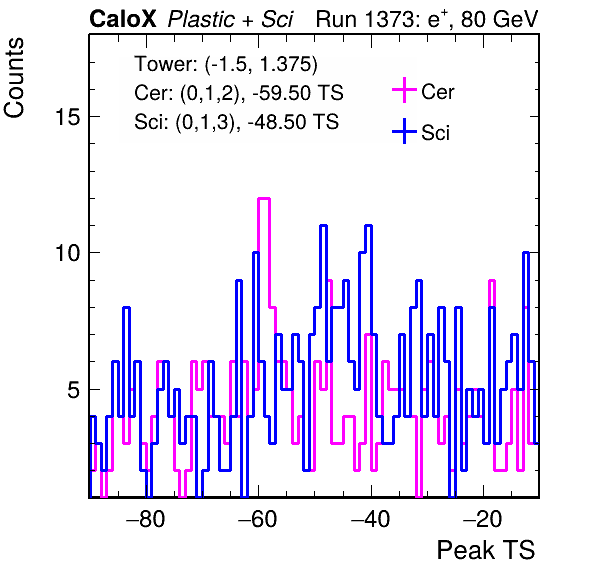 CaloX Plastic + Sci Run 1373: e+, 80 GeV
Counts
Tower: (-1.5, 1.375)
Cer: (0,1,2), -59.50 TS
Sci: (0,1,3), -48.50 TS
Cer
Sci
15
10
5
−80 −60 −40 −20
Peak TS